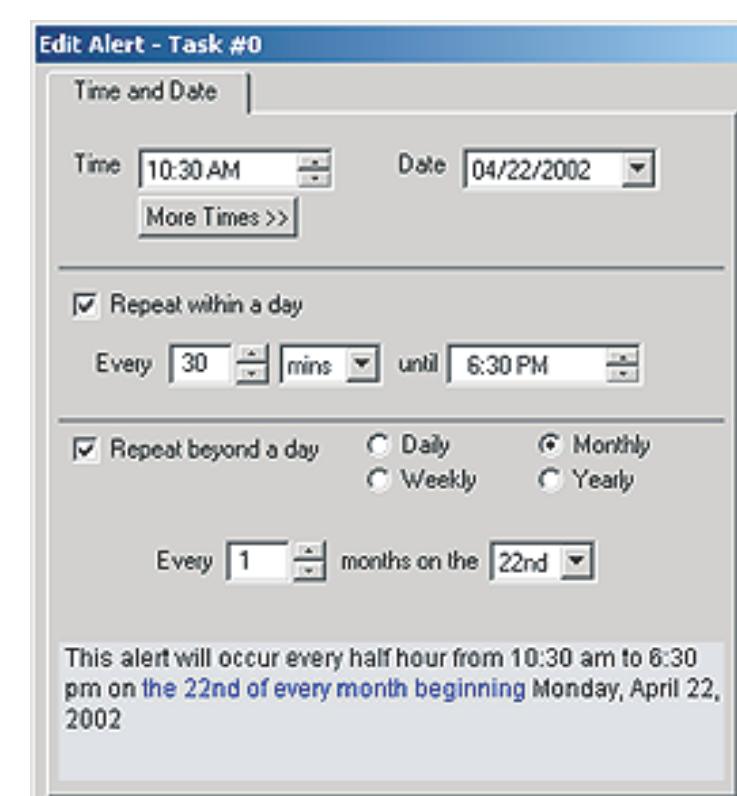 Edit Alert - Task #0
Time and Date
Time 10:30 AM Date 04/22/2002
More Times >>
Repeat within a day
Every 30 mins until 6:30 PM
Repeat beyond a day Daily Monthly
Weekly Yearly
Every 1 months on the 22nd
This alert will occur every half hour from 10:30 am to 6:30
pm on the 22nd of every month beginning Monday, April 22,
2002